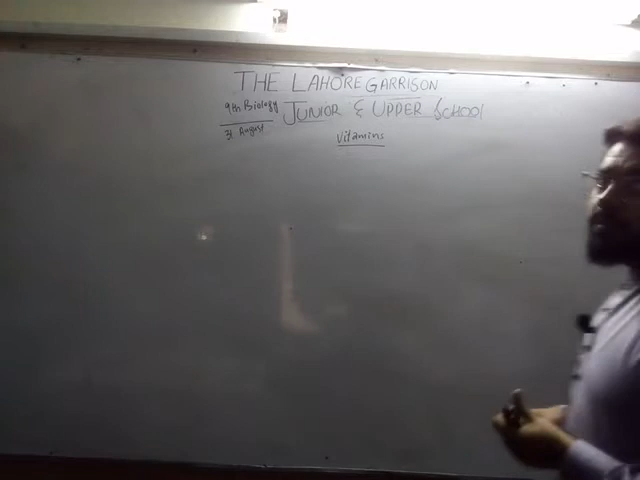 THE LAHORE GARRISON
9th Biology JUNIOR & UPPER SCHOOL
31 August
Vitamins